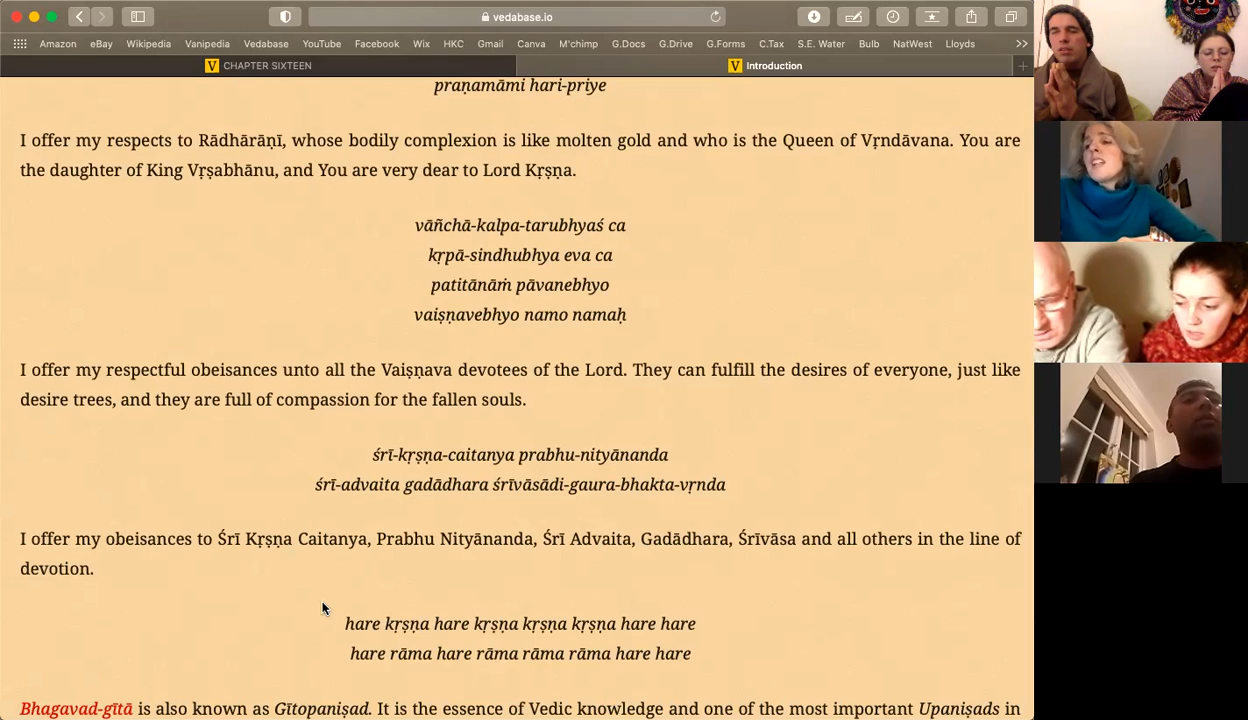 vedabase.io
Amazon eBay Wikipedia Vanipedia Vedabase YouTube Facebook Wix HKC Gmail Canva M'chimp G.Docs G.Drive G.Forms C.Tax S.E. Water Bulb NatWest Lloyds >>
V CHAPTER SIXTEEN V Introduction +
praṇamāmi hari-priye
I offer my respects to Rādhārāṇī, whose bodily complexion is like molten gold and who is the Queen of Vṛndāvana. You are
the daughter of King Vṛṣabhānu, and You are very dear to Lord Kṛṣṇa.
vāñchā-kalpa-tarubhyaś ca
kṛpā-sindhubhya eva ca
patitānāṁ pāvanebhyo
vaiṣṇavebhyo namo namaḥ
I offer my respectful obeisances unto all the Vaiṣṇava devotees of the Lord. They can fulfill the desires of everyone, just like
desire trees, and they are full of compassion for the fallen souls.
śrī-kṛṣṇa-caitanya prabhu-nityānanda
śrī-advaita gadādhara śrīvāsādi-gaura-bhakta-vṛnda
I offer my obeisances to Śrī Kṛṣṇa Caitanya, Prabhu Nityānanda, Śrī Advaita, Gadādhara, Śrīvāsa and all others in the line of
devotion.
hare kṛṣṇa hare kṛṣṇa kṛṣṇa kṛṣṇa hare hare
hare rāma hare rāma rāma rāma hare hare
Bhagavad-gītā is also known as Gītopaniṣad. It is the essence of Vedic knowledge and one of the most important Upaniṣads in